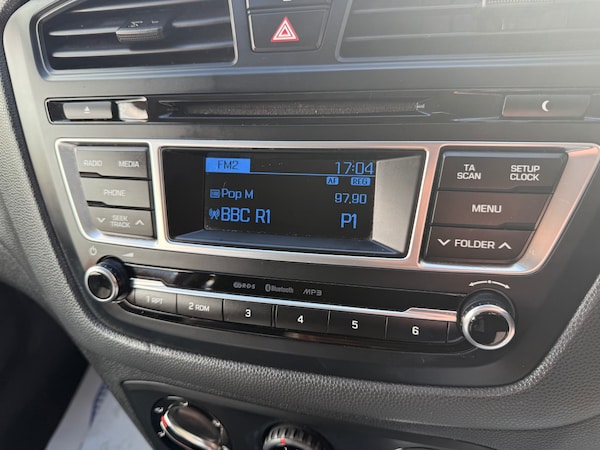 FM2 17:04
AF REG
Pop M 97.90
BBC R1 P1
RADIO MEDIA
PHONE
SEEK TRACK
TA SCAN
SETUP CLOCK
MENU
FOLDER
RDS Bluetooth MP3
1 RPT 2 RDM 3 4 5 6